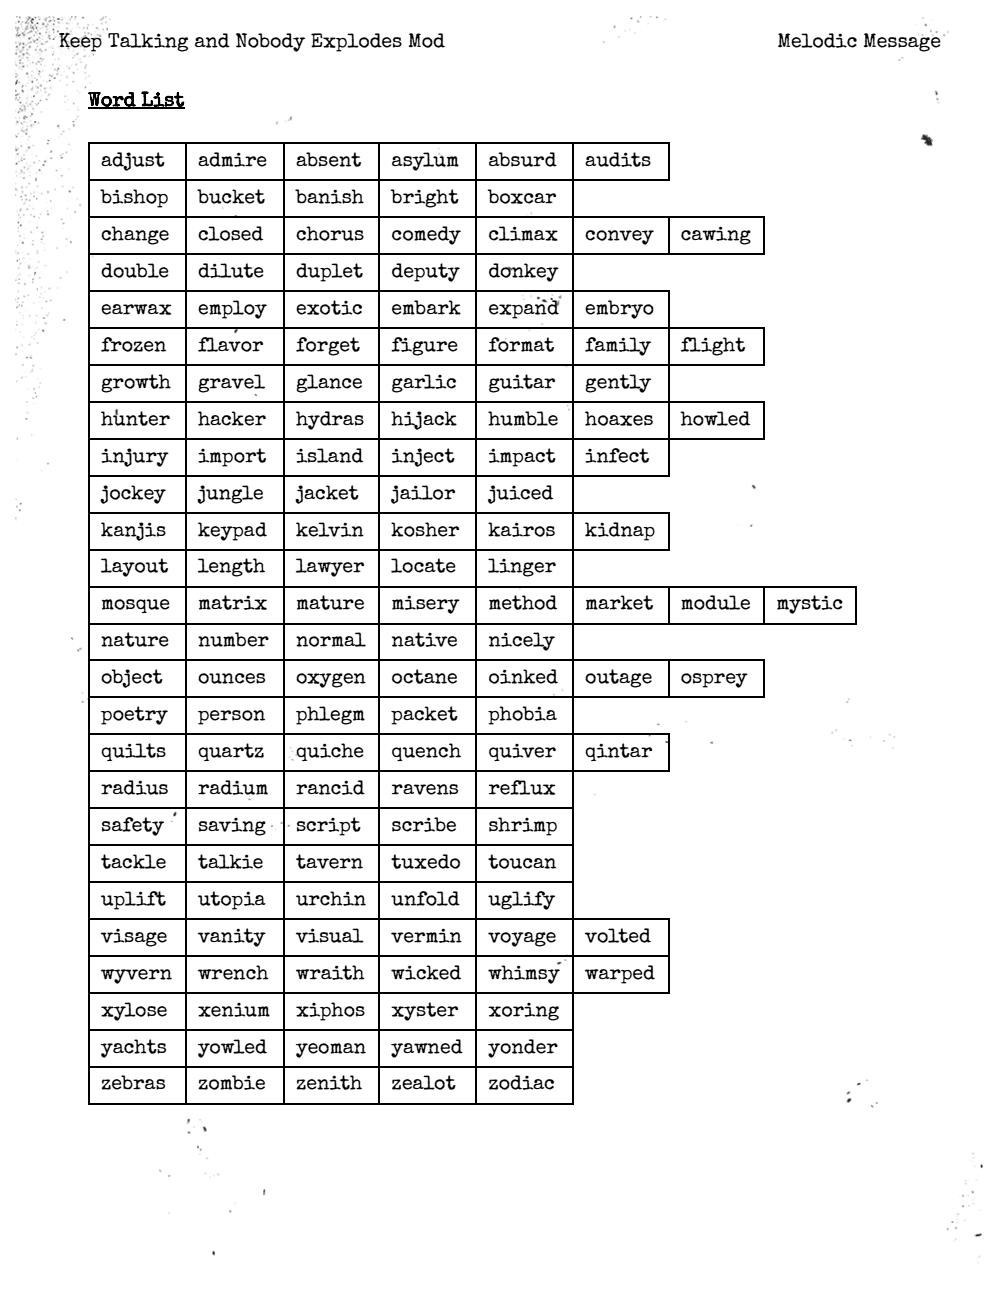 Keep Talking and Nobody Explodes Mod Melodic Message
Word List
adjust admire absent asylum absurd audits
bishop bucket banish bright boxcar
change closed chorus comedy climax convey cawing
double dilute duplet deputy donkey
earwax employ exotic embark expand embryo
frozen flavor forget figure format family flight
growth gravel glance garlic guitar gently
hunter hacker hydras hijack humble hoaxes howled
injury import island inject impact infect
jockey jungle jacket jailor juiced
kanjis keypad kelvin kosher kairos kidnap
layout length lawyer locate linger
mosque matrix mature misery method market module mystic
nature number normal native nicely
object ounces oxygen octane oinked outage osprey
poetry person phlegm packet phobia
quilts quartz quiche quench quiver qintar
radius radium rancid ravens reflux
safety saving script scribe shrimp
tackle talkie tavern tuxedo toucan
uplift utopia urchin unfold uglify
visage vanity visual vermin voyage volted
wyvern wrench wraith wicked whimsy warped
xylose xenium xiphos xyster xoring
yachts yowled yeoman yawned yonder
zebras zombie zenith zealot zodiac